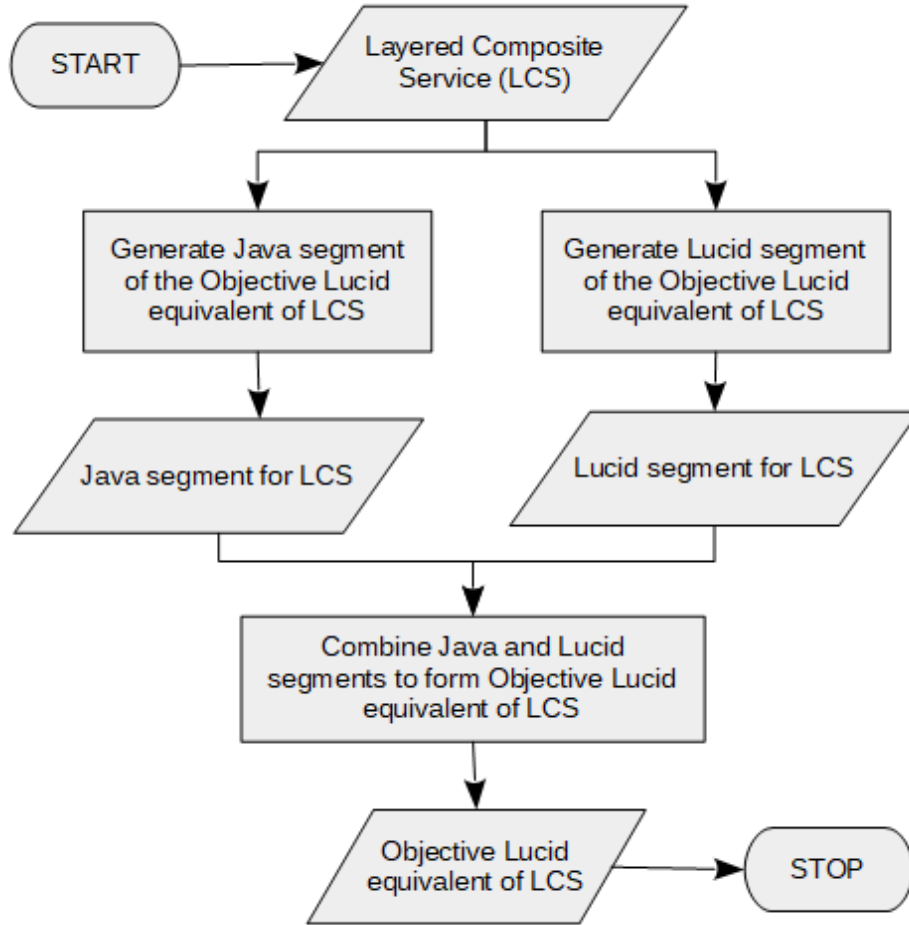 START
Layered Composite
Service (LCS)
Generate Java segment
of the Objective Lucid
equivalent of LCS
Generate Lucid segment
of the Objective Lucid
equivalent of LCS
Java segment for LCS
Lucid segment for LCS
Combine Java and Lucid
segments to form Objective Lucid
equivalent of LCS
Objective Lucid
equivalent of LCS
STOP